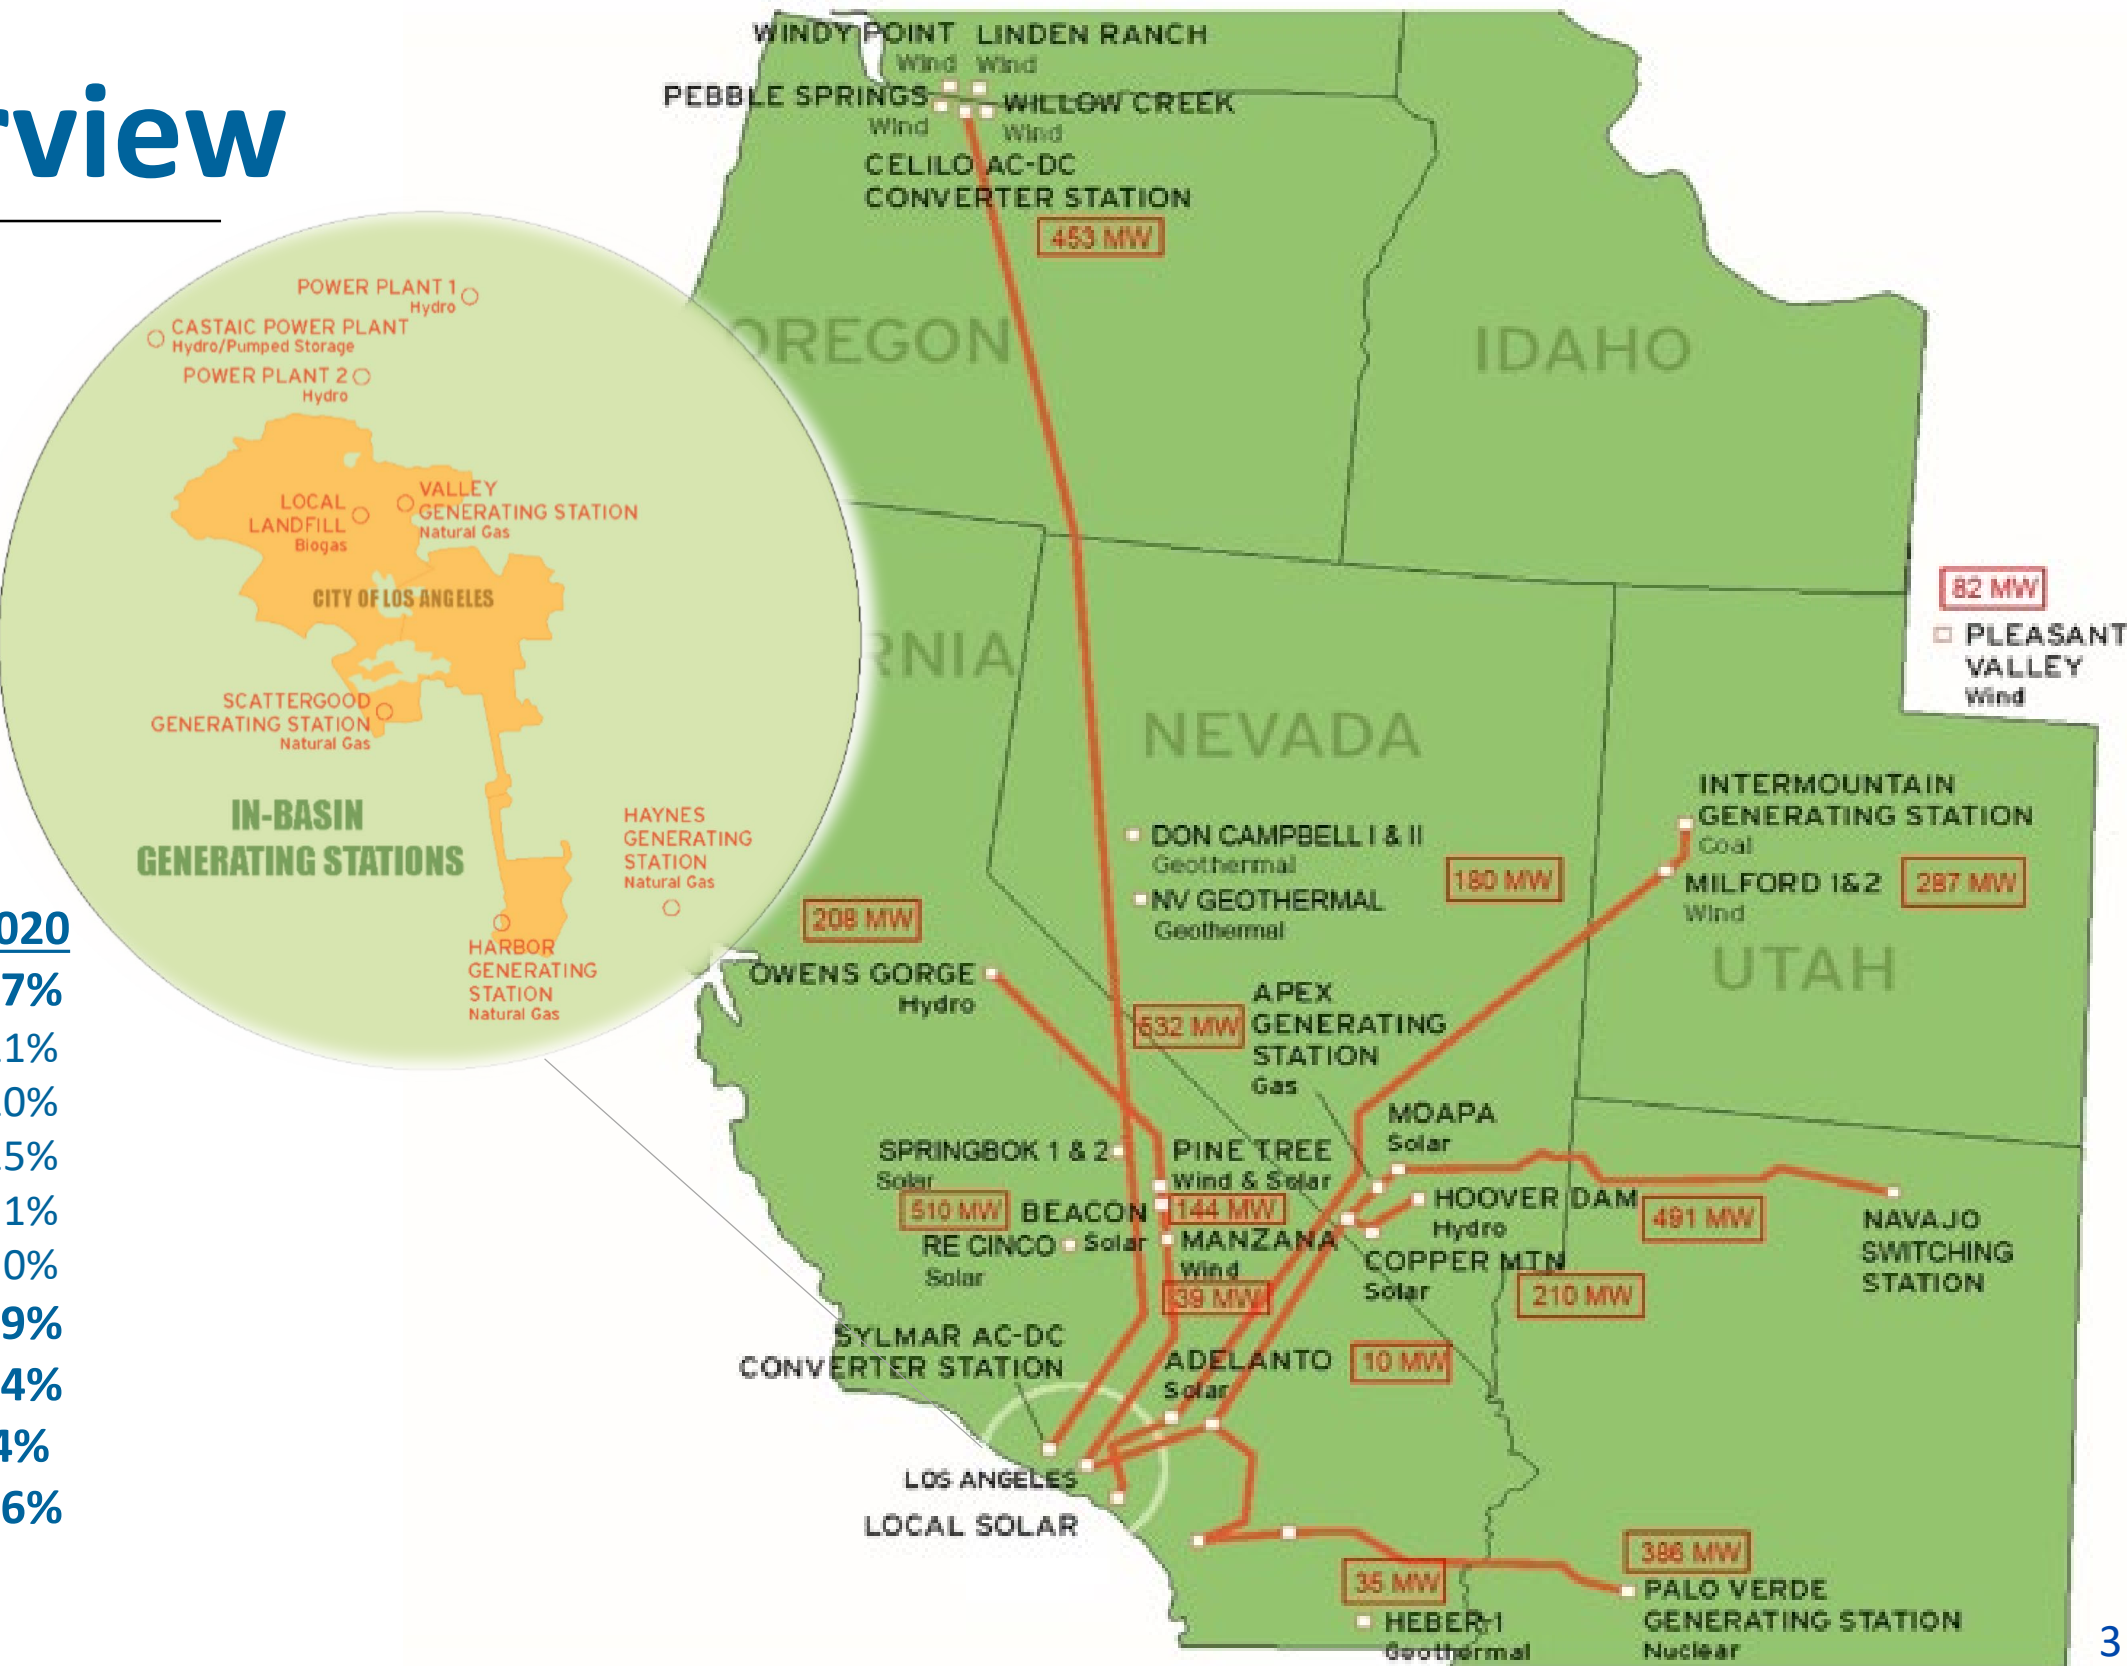 rview
020
7%
1%
0%
5%
1%
0%
9%
4%
4%
6%
POWER PLANT 1
Hydro
CASTAIC POWER PLANT
Hydro/Pumped Storage
POWER PLANT 2
Hydro
LOCAL
LANDFILL
Biogas
VALLEY
GENERATING STATION
Natural Gas
CITY OF LOS ANGELES
SCATTERGOOD
GENERATING STATION
Natural Gas
IN-BASIN
GENERATING STATIONS
HAYNES
GENERATING
STATION
Natural Gas
HARBOR
GENERATING
STATION
Natural Gas
WINDY POINT
Wind
LINDEN RANCH
Wind
PEBBLE SPRINGS
Wind
WILLOW CREEK
Wind
CELILO AC-DC
CONVERTER STATION
453 MW
OREGON
IDAHO
82 MW
PLEASANT
VALLEY
Wind
RNIA
NEVADA
INTERMOUNTAIN
GENERATING STATION
Coal
MILFORD 1&2
Wind
287 MW
UTAH
DON CAMPBELL I & II
Geothermal
180 MW
NV GEOTHERMAL
Geothermal
208 MW
OWENS GORGE
Hydro
532 MW
APEX
GENERATING
STATION
Gas
MOAPA
Solar
SPRINGBOK 1 & 2
Solar
510 MW
PINE TREE
Wind & Solar
144 MW
BEACON
Solar
RE CINCO
Solar
MANZANA
Wind
39 MW
HOOVER DAM
Hydro
491 MW
NAVAJO
SWITCHING
STATION
COPPER MTN
Solar
210 MW
SYLMAR AC-DC
CONVERTER STATION
ADELANTO
Solar
10 MW
LOS ANGELES
LOCAL SOLAR
386 MW
PALO VERDE
GENERATING STATION
Nuclear
35 MW
HEBER-1
Geothermal
3